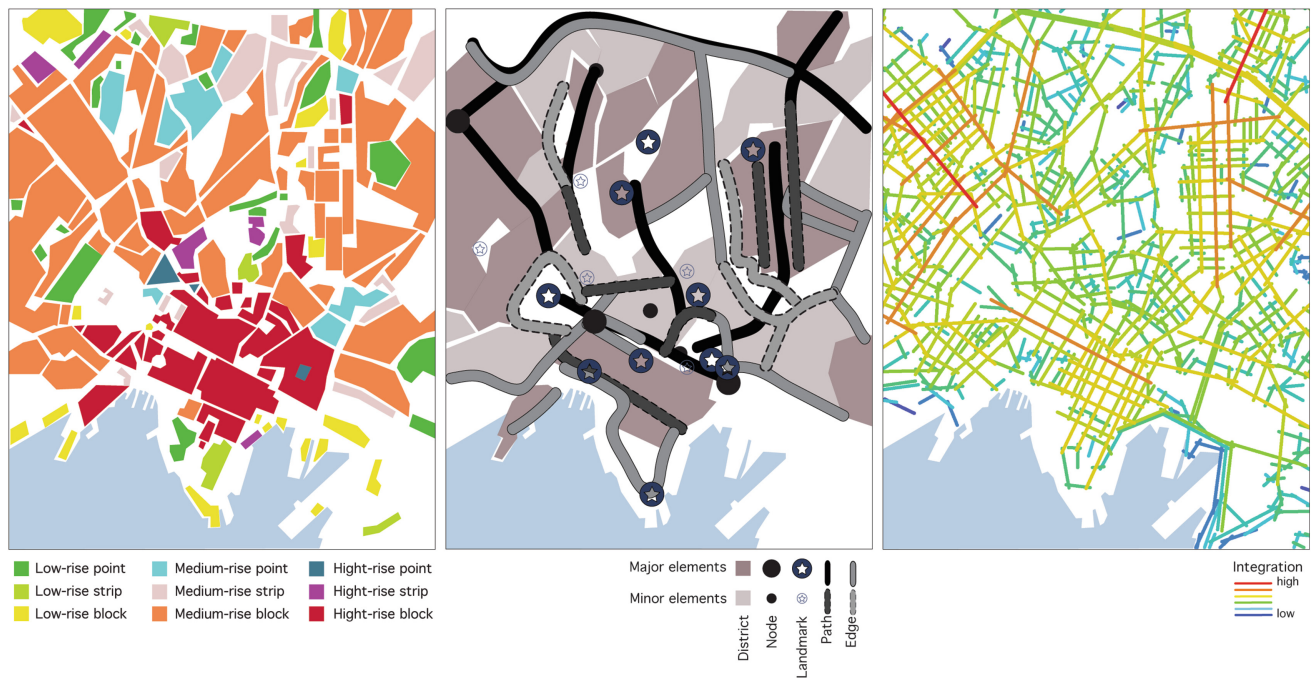 Low-rise point
Medium-rise point
Hight-rise point
Low-rise strip
Medium-rise strip
Hight-rise strip
Low-rise block
Medium-rise block
Hight-rise block
Major elements
Minor elements
District
Node
Landmark
Path
Edge
Integration
high
low